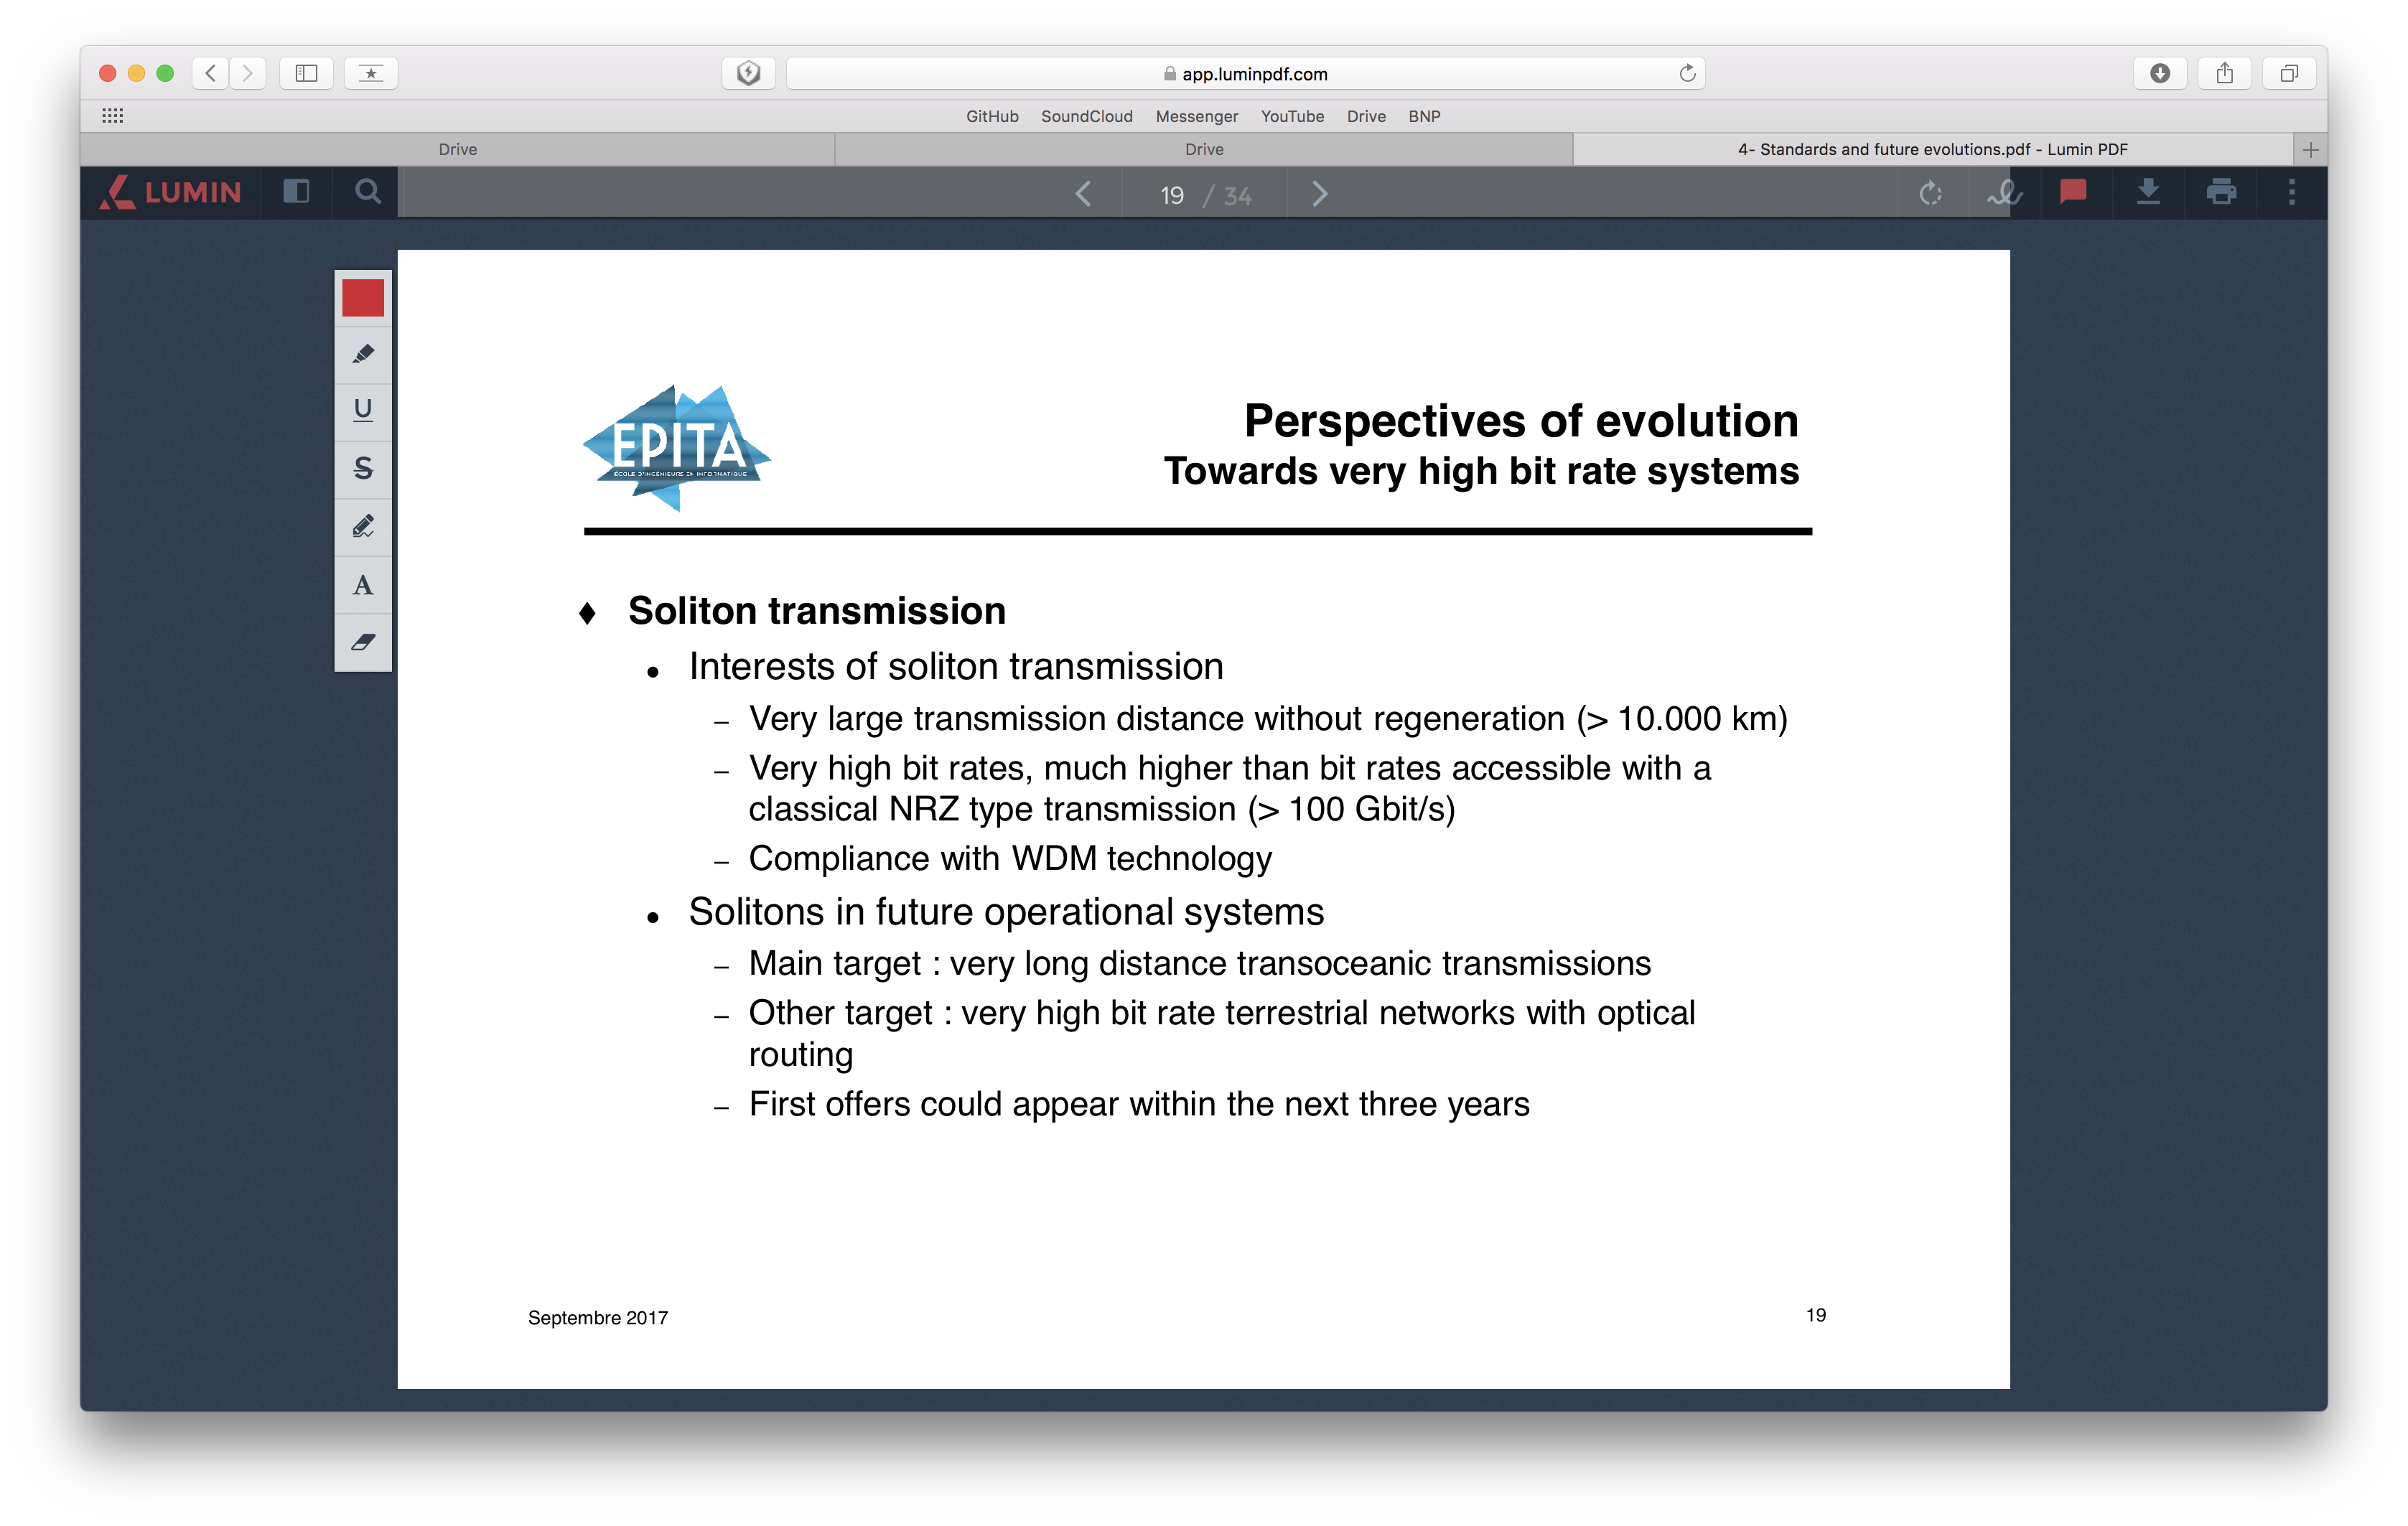 app.luminpdf.com
GitHub SoundCloud Messenger YouTube Drive BNP
Drive Drive 4- Standards and future evolutions.pdf - Lumin PDF
LUMIN 19 / 34
U
S
A
EPITA
ÉCOLE D'INGÉNIEURS EN INFORMATIQUE
Perspectives of evolution
Towards very high bit rate systems
♦ Soliton transmission
• Interests of soliton transmission
– Very large transmission distance without regeneration (> 10.000 km)
– Very high bit rates, much higher than bit rates accessible with a
classical NRZ type transmission (> 100 Gbit/s)
– Compliance with WDM technology
• Solitons in future operational systems
– Main target : very long distance transoceanic transmissions
– Other target : very high bit rate terrestrial networks with optical
routing
– First offers could appear within the next three years
Septembre 2017 19